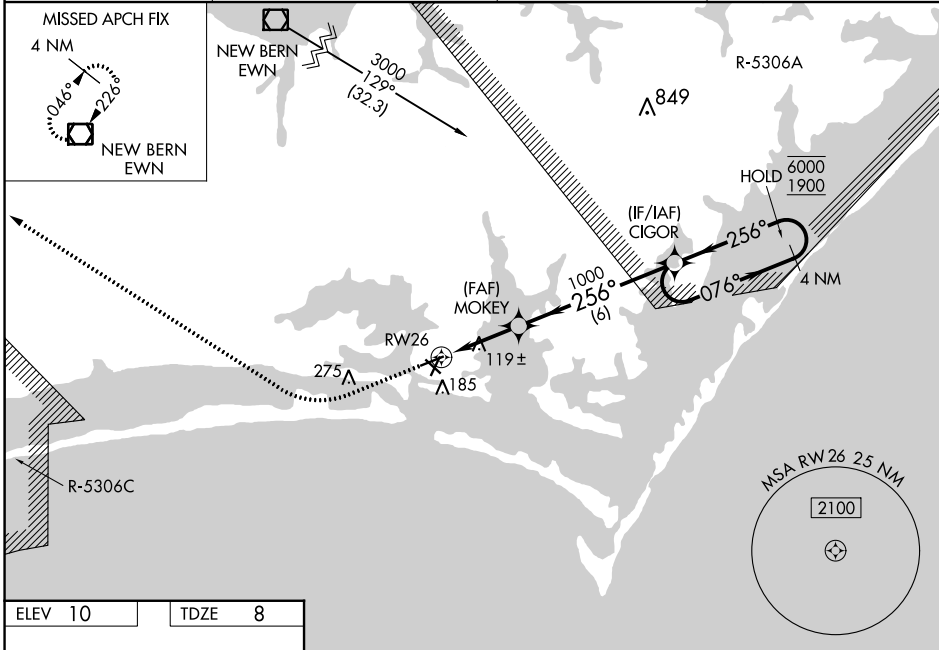 MISSED APCH FIX
4 NM
046°
226°
NEW BERN
EWN
NEW BERN
EWN
3000
129°
(32.3)
R-5306A
849
HOLD
6000
1900
(IF/IAF)
CIGOR
256°
076°
4 NM
1000
256°
(6)
(FAF)
MOKEY
RW26
119 ±
275
185
R-5306C
MSA RW 26 25 NM
2100
ELEV 10
TDZE 8